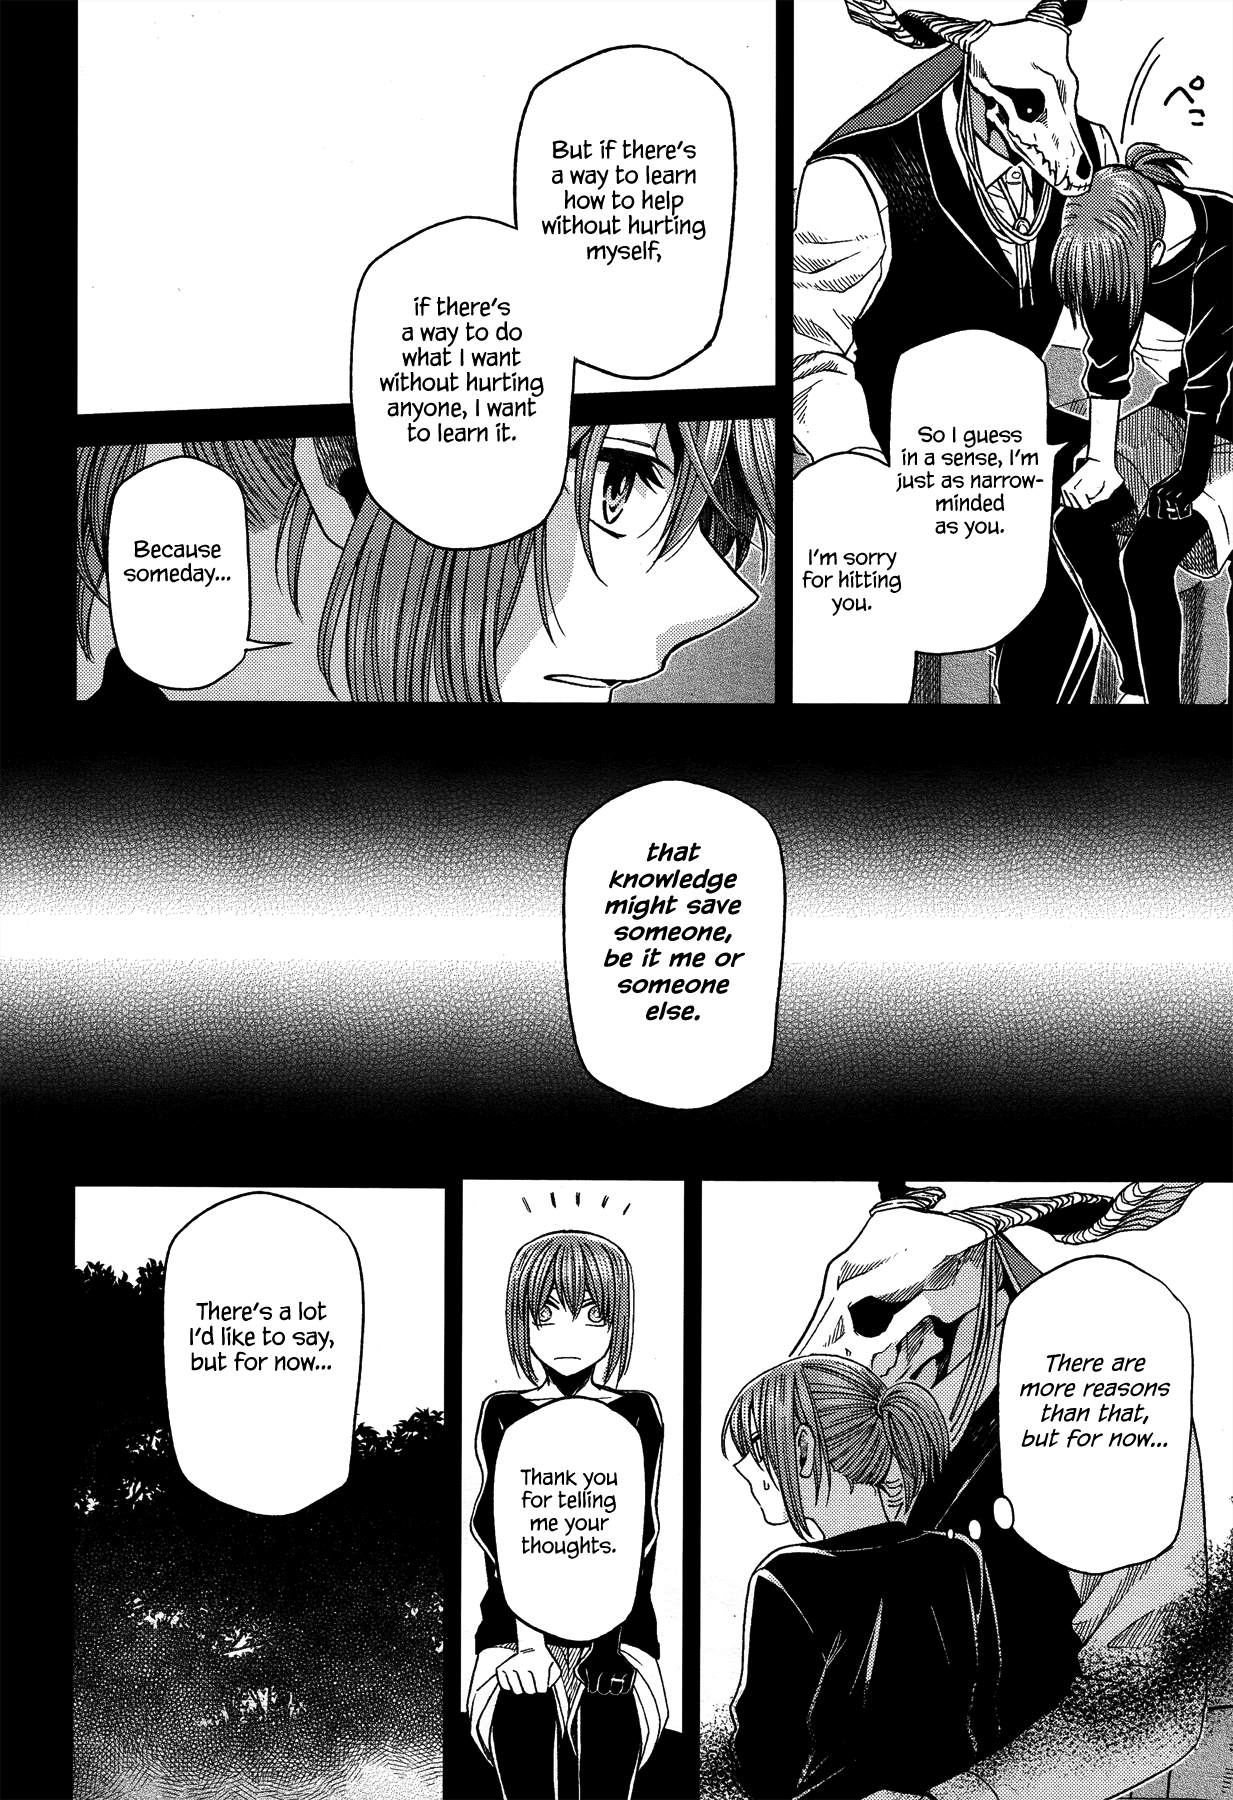 ペこ
So I guess
in a sense, I'm
just as narrow-
minded
as you.
I'm sorry
for hitting
you.
But if there's
a way to learn
how to help
without hurting
myself,
if there's
a way to do
what I want
without hurting
anyone, I want
to learn it.
Because
someday...
that
knowledge
might save
someone,
be it me or
someone
else.
There are
more reasons
than that,
but for now...
Thank you
for telling
me your
thoughts.
There's a lot
I'd like to say,
but for now...